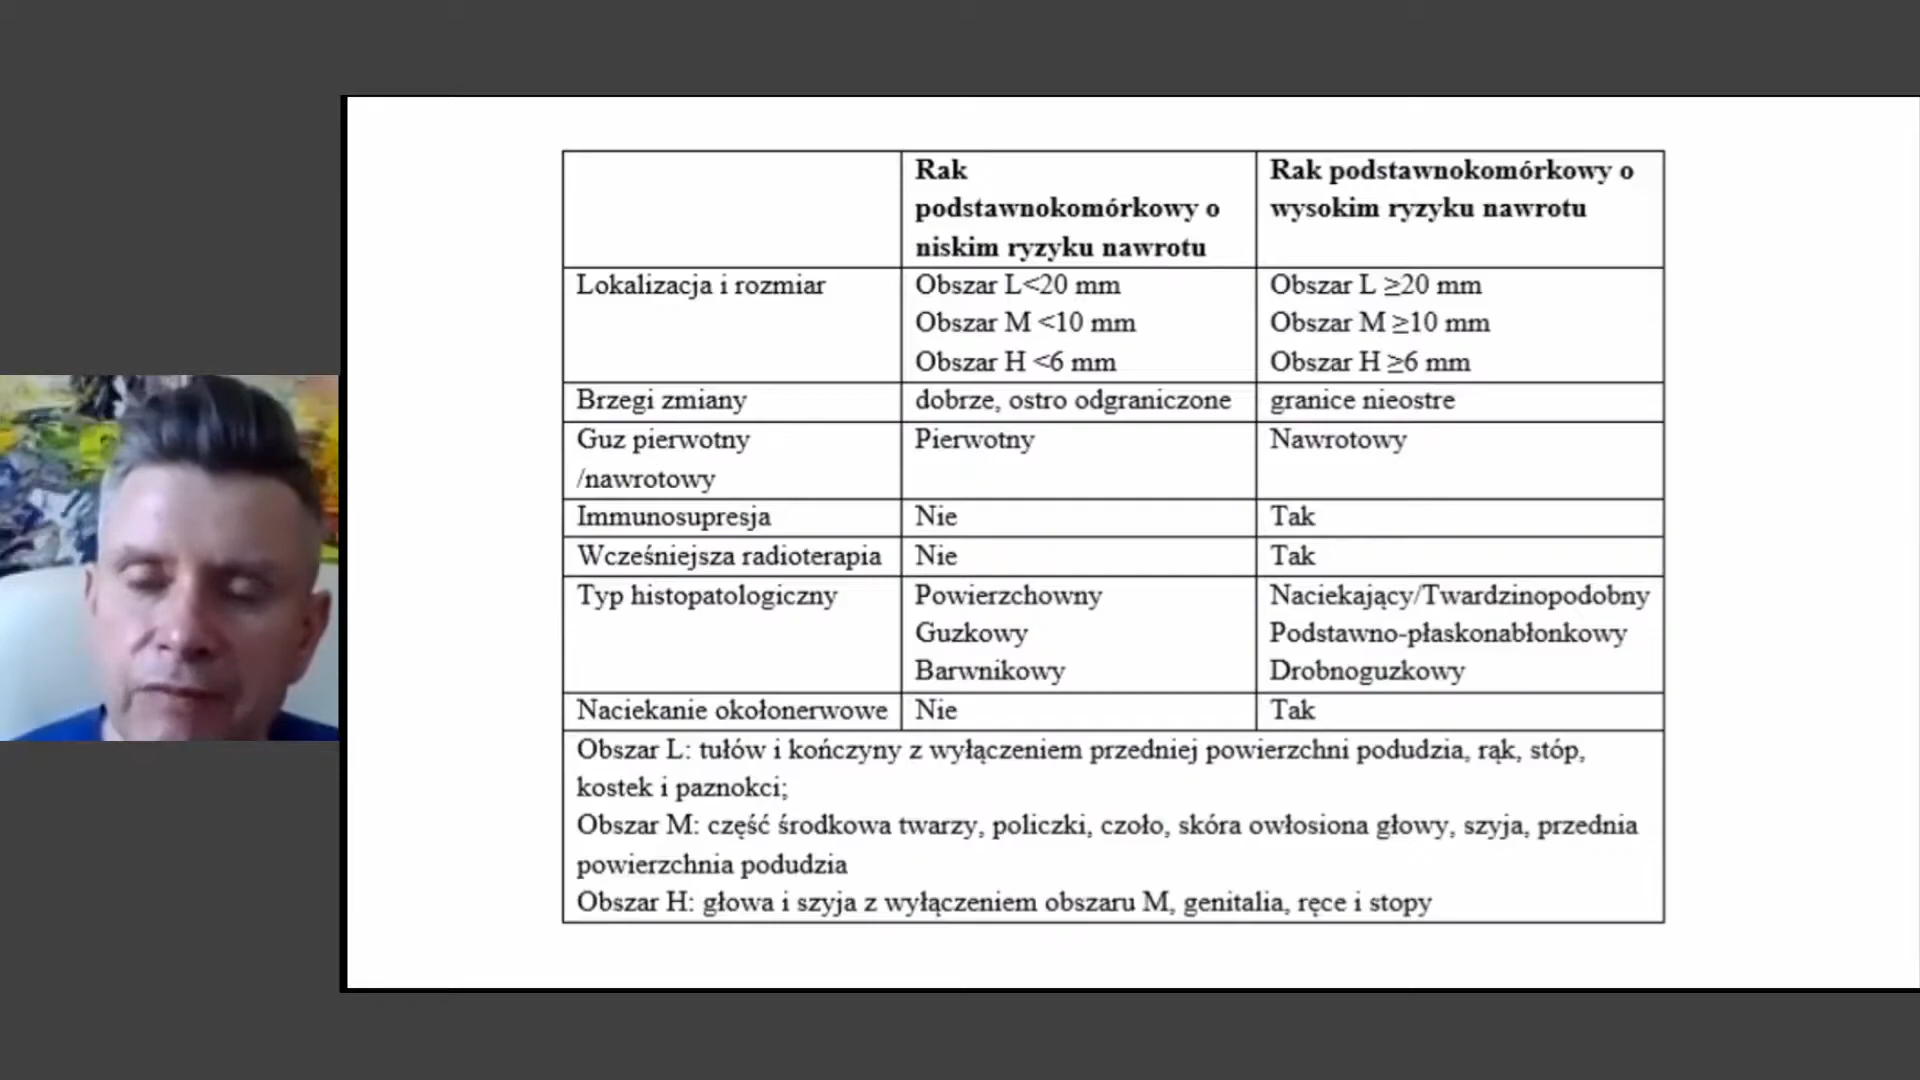 Rak
podstawnokomórkowy o
niskim ryzyku nawrotu
Rak podstawnokomórkowy o
wysokim ryzyku nawrotu
Lokalizacja i rozmiar
Obszar L<20 mm
Obszar M <10 mm
Obszar H <6 mm
Obszar L ≥20 mm
Obszar M ≥10 mm
Obszar H ≥6 mm
Brzegi zmiany
dobrze, ostro odgraniczone
granice nieostre
Guz pierwotny
/nawrotowy
Pierwotny
Nawrotowy
Immunosupresja
Nie
Tak
Wcześniejsza radioterapia
Nie
Tak
Typ histopatologiczny
Powierzchowny
Guzkowy
Barwnikowy
Naciekający/Twardzinopodobny
Podstawno-płaskonabłonkowy
Drobnoguzkowy
Naciekanie okołonerwowe
Nie
Tak
Obszar L: tułów i kończyny z wyłączeniem przedniej powierzchni podudzia, rąk, stóp,
kostek i paznokci;
Obszar M: część środkowa twarzy, policzki, czoło, skóra owłosiona głowy, szyja, przednia
powierzchnia podudzia
Obszar H: głowa i szyja z wyłączeniem obszaru M, genitalia, ręce i stopy